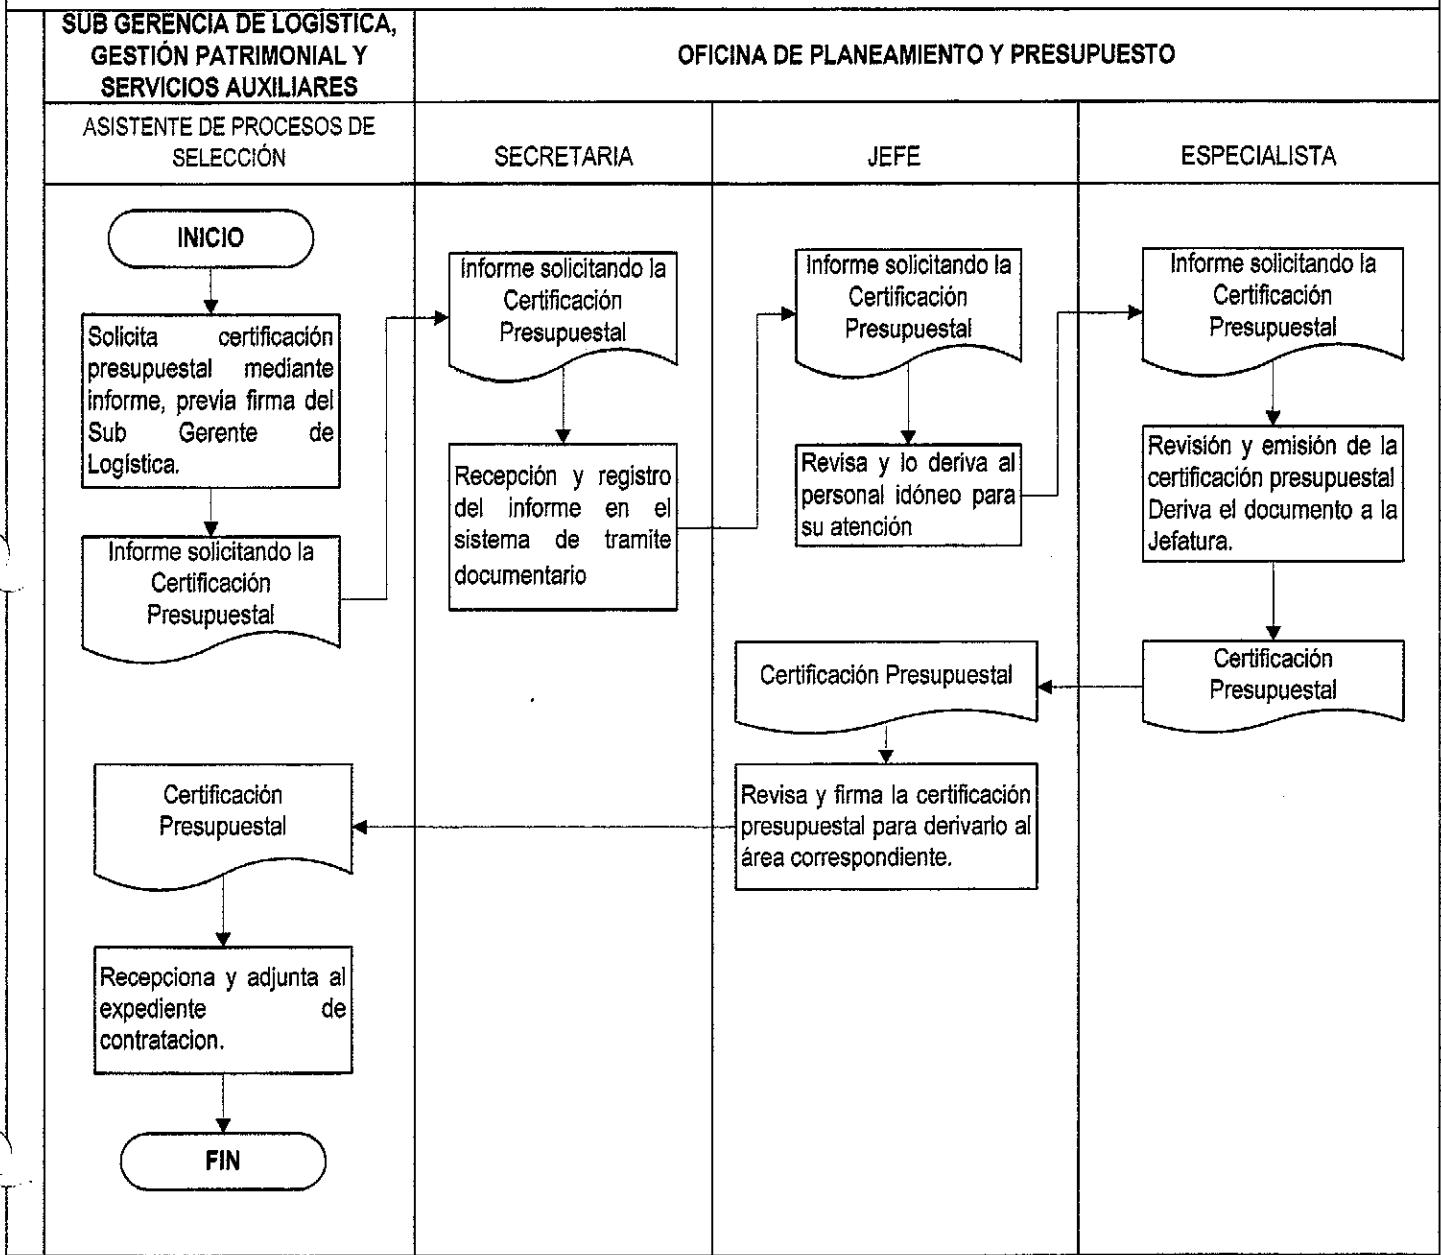 SUB GERENCIA DE LOGISTICA,
GESTIÓN PATRIMONIAL Y
SERVICIOS AUXILIARES
OFICINA DE PLANEAMIENTO Y PRESUPUESTO
ASISTENTE DE PROCESOS DE
SELECCIÓN
SECRETARIA
JEFE
ESPECIALISTA
INICIO
Solicita certificación
presupuestal mediante
informe, previa firma del
Sub Gerente de
Logística.
Informe solicitando la
Certificación
Presupuestal
Informe solicitando la
Certificación
Presupuestal
Recepción y registro
del informe en el
sistema de tramite
documentario
Informe solicitando la
Certificación
Presupuestal
Revisa y lo deriva al
personal idóneo para
su atención
Informe solicitando la
Certificación
Presupuestal
Revisión y emisión de la
certificación presupuestal
Deriva el documento a la
Jefatura.
Certificación
Presupuestal
Certificación Presupuestal
Revisa y firma la certificación
presupuestal para derivarlo al
área correspondiente.
Certificación
Presupuestal
Recepciona y adjunta al
expediente de
contratacion.
FIN